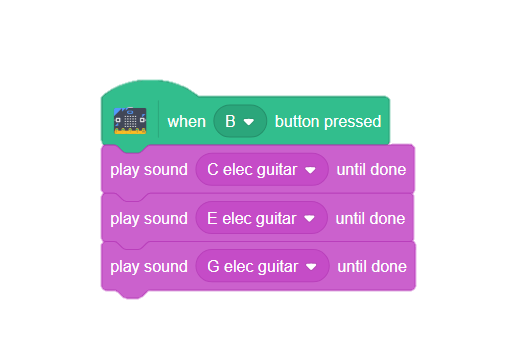 when B button pressed
play sound C elec guitar until done
play sound E elec guitar until done
play sound G elec guitar until done